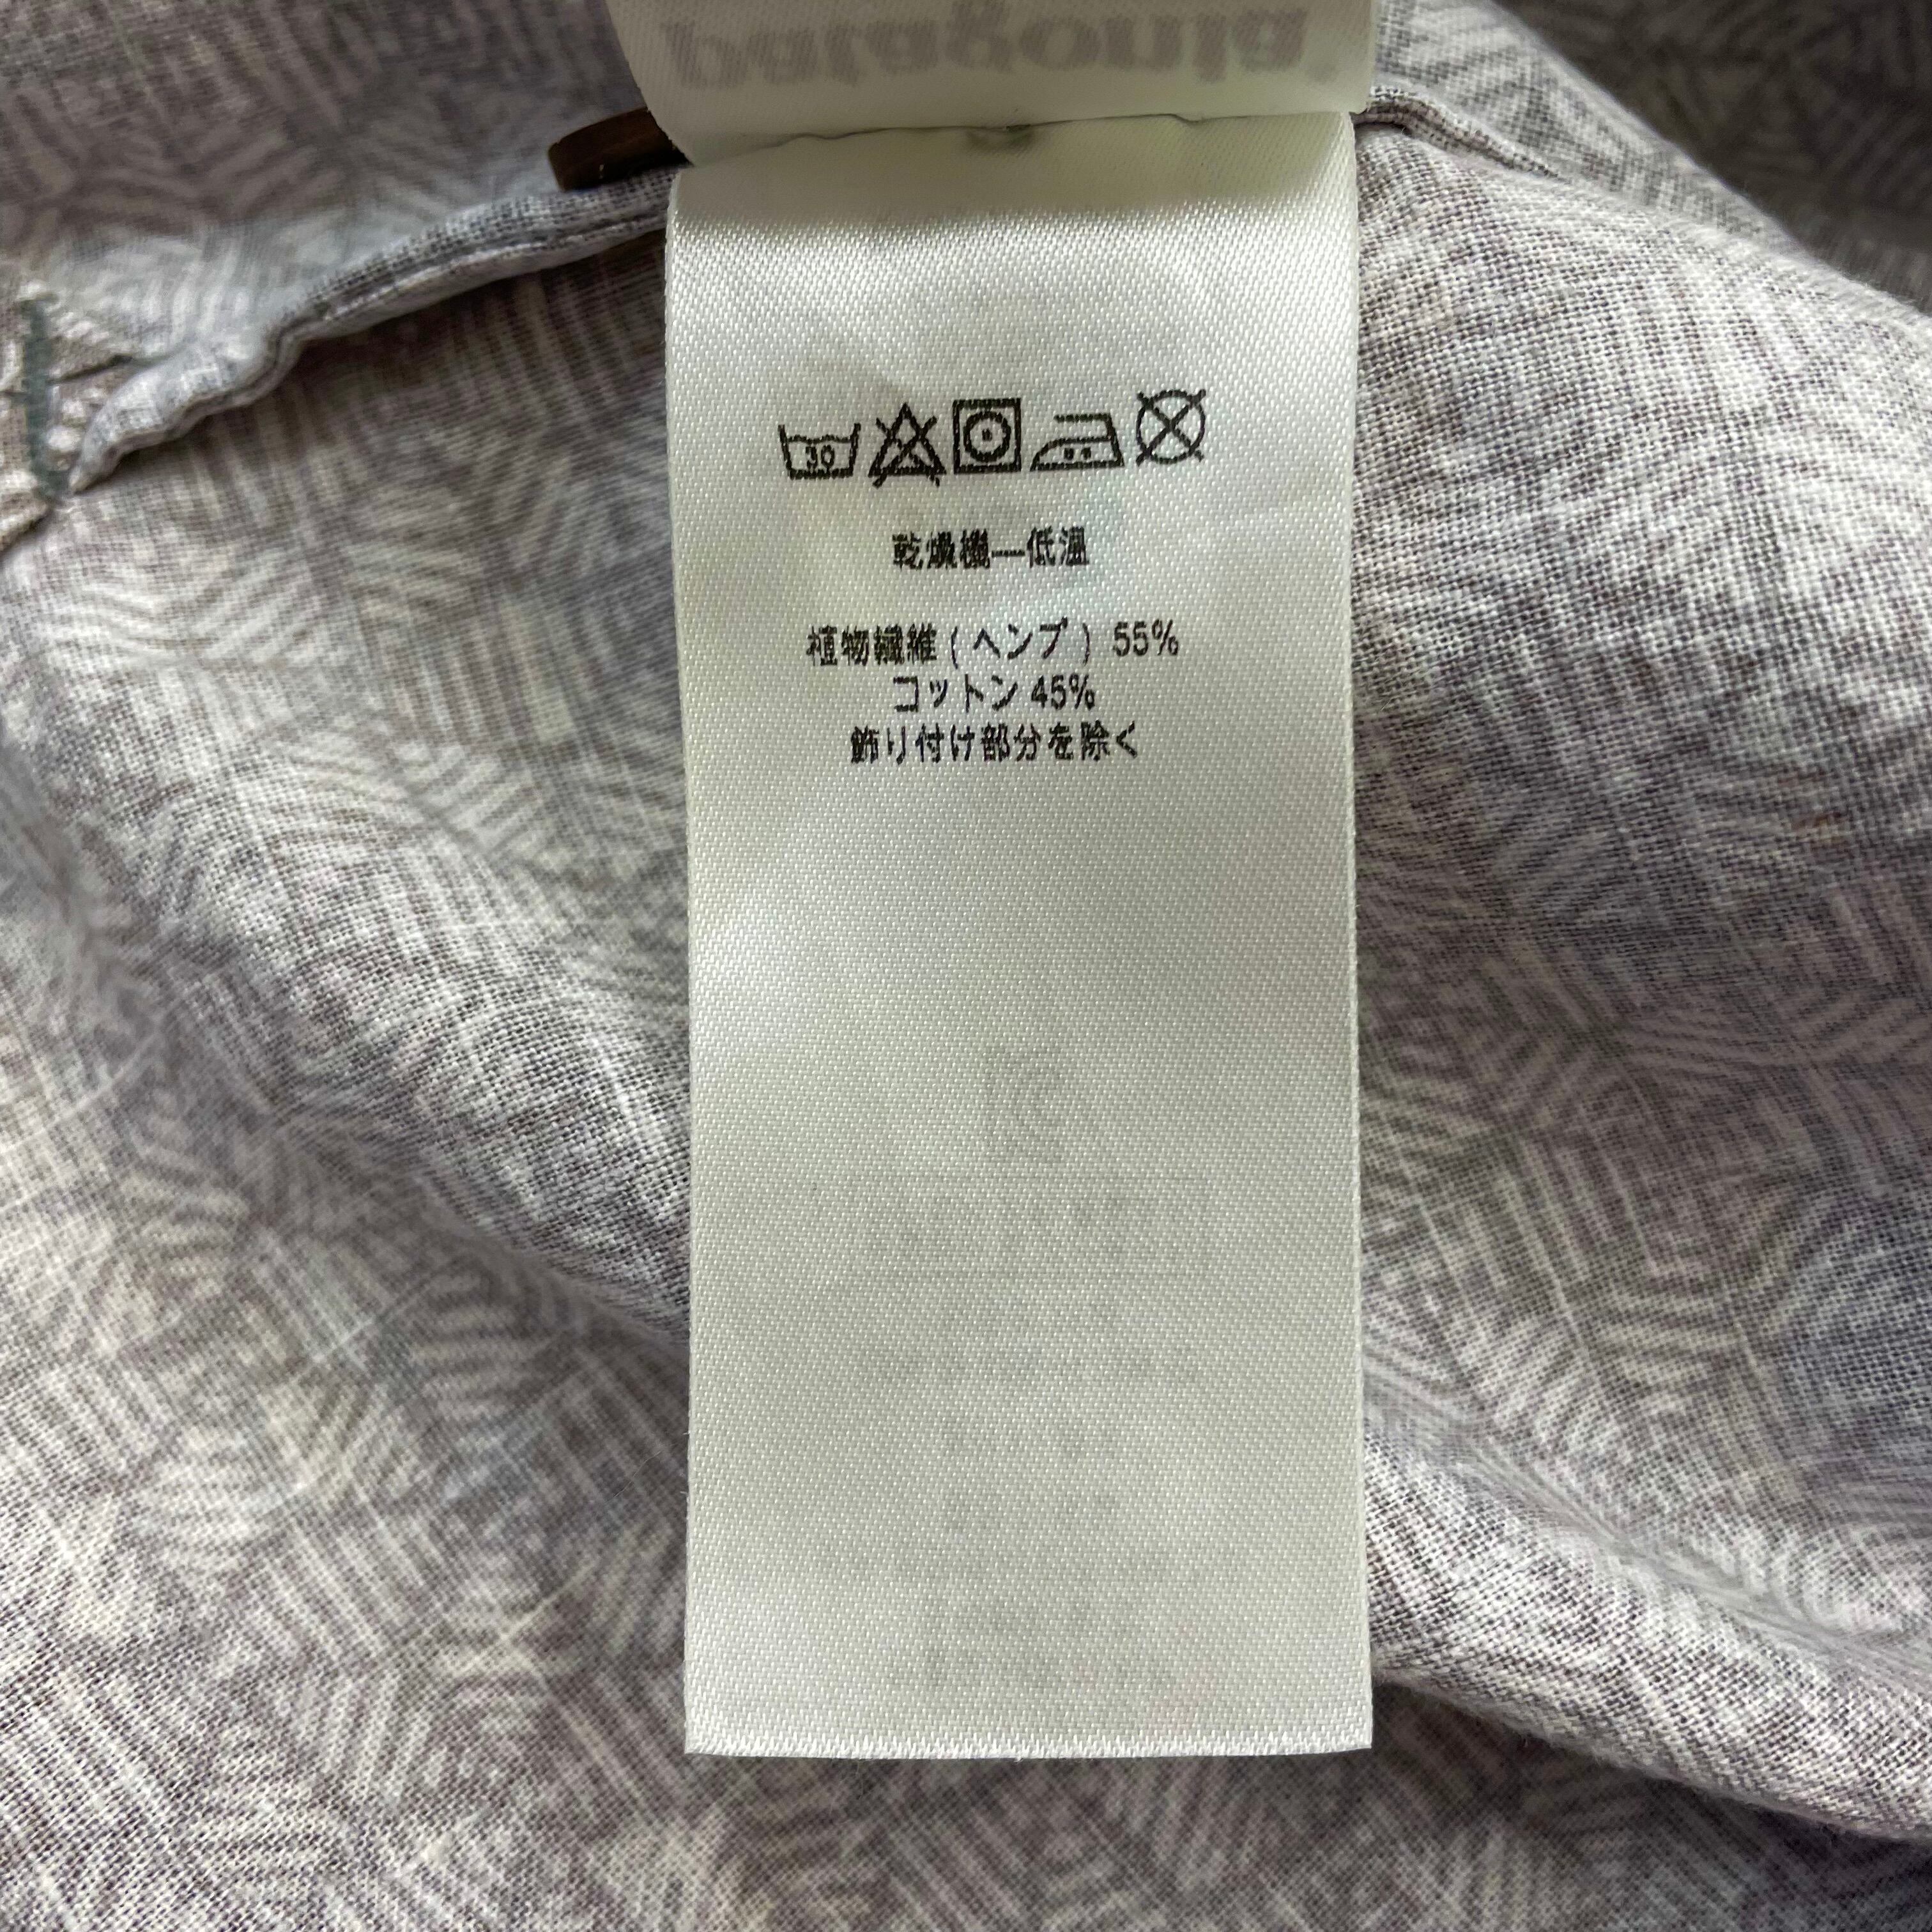 patagonia
30
乾燥機—低温
植物繊維 ( ヘンプ ) 55%
コットン 45%
飾り付け部分を除く